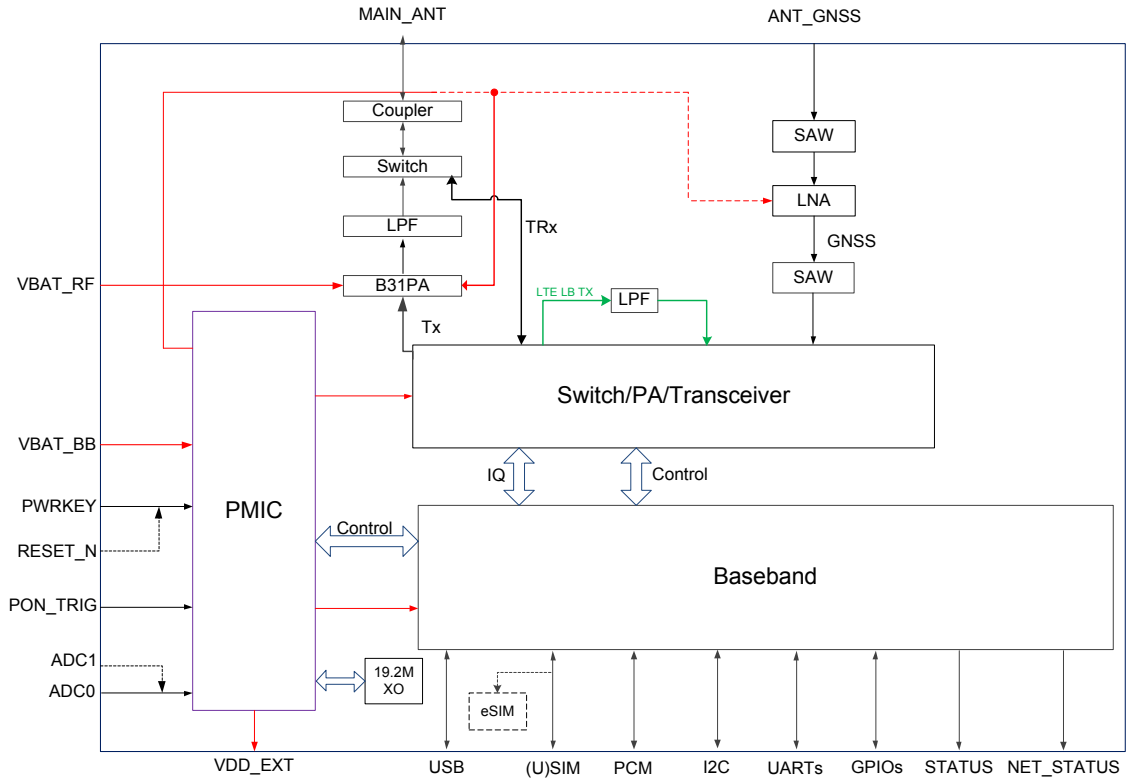 MAIN_ANT
ANT_GNSS
Coupler
SAW
Switch
LNA
TRx
LPF
GNSS
SAW
VBAT_RF
B31PA
LTE LB TX
LPF
Tx
Switch/PA/Transceiver
VBAT_BB
IQ
Control
PWRKEY
PMIC
Control
RESET_N
Baseband
PON_TRIG
ADC1
19.2M
XO
ADC0
eSIM
VDD_EXT
USB
(U)SIM
PCM
I2C
UARTs
GPIOs
STATUS
NET_STATUS